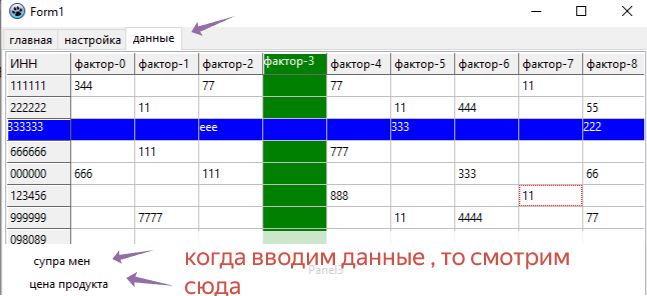 Form1
главная настройка данные
ИНН фактор-0 фактор-1 фактор-2 фактор-3 фактор-4 фактор-5 фактор-6 фактор-7 фактор-8
111111 344 77 77 11
222222 11 11 444 55
333333 eee 333 222
666666 111 777
000000 666 111 333 66
123456 888 11
999999 7777 11 4444 77
098089
супра мен
цена продукта
когда вводим данные , то смотрим
Panel3
сюда